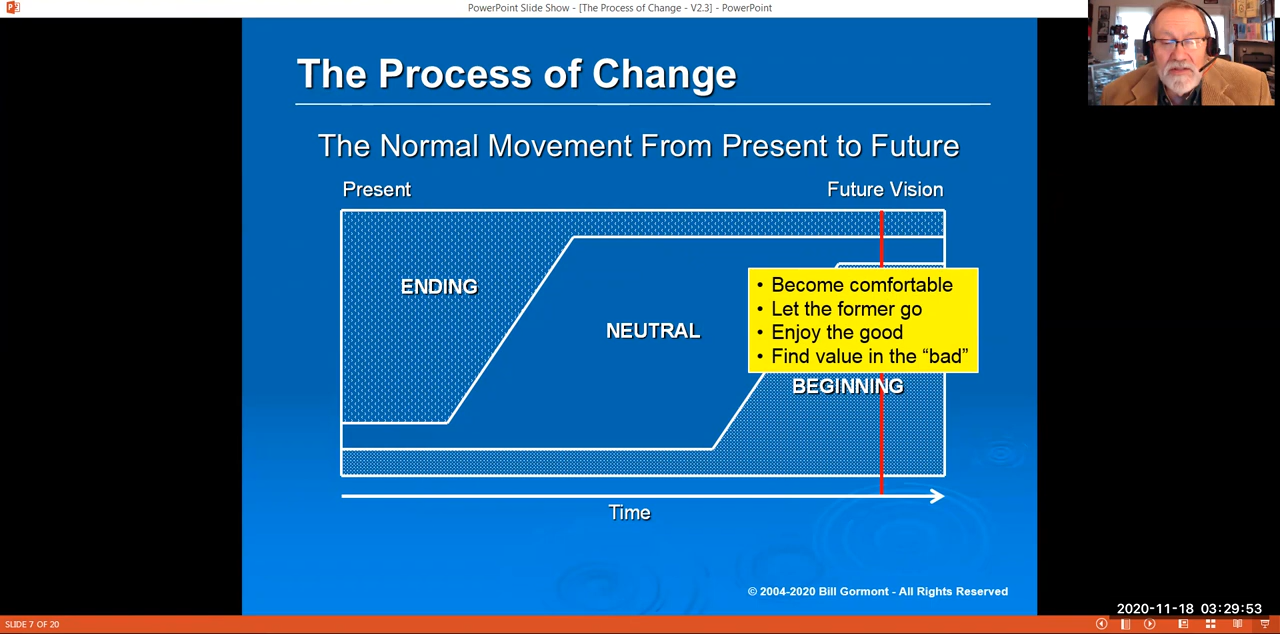 PowerPoint Slide Show - [The Process of Change - V2.3] - PowerPoint
The Process of Change
The Normal Movement From Present to Future
Present
Future Vision
ENDING
NEUTRAL
• Become comfortable
• Let the former go
• Enjoy the good
• Find value in the “bad”
BEGINNING
Time
© 2004-2020 Bill Gormont - All Rights Reserved
2020-11-18 03:29:53
SLIDE 7 OF 20